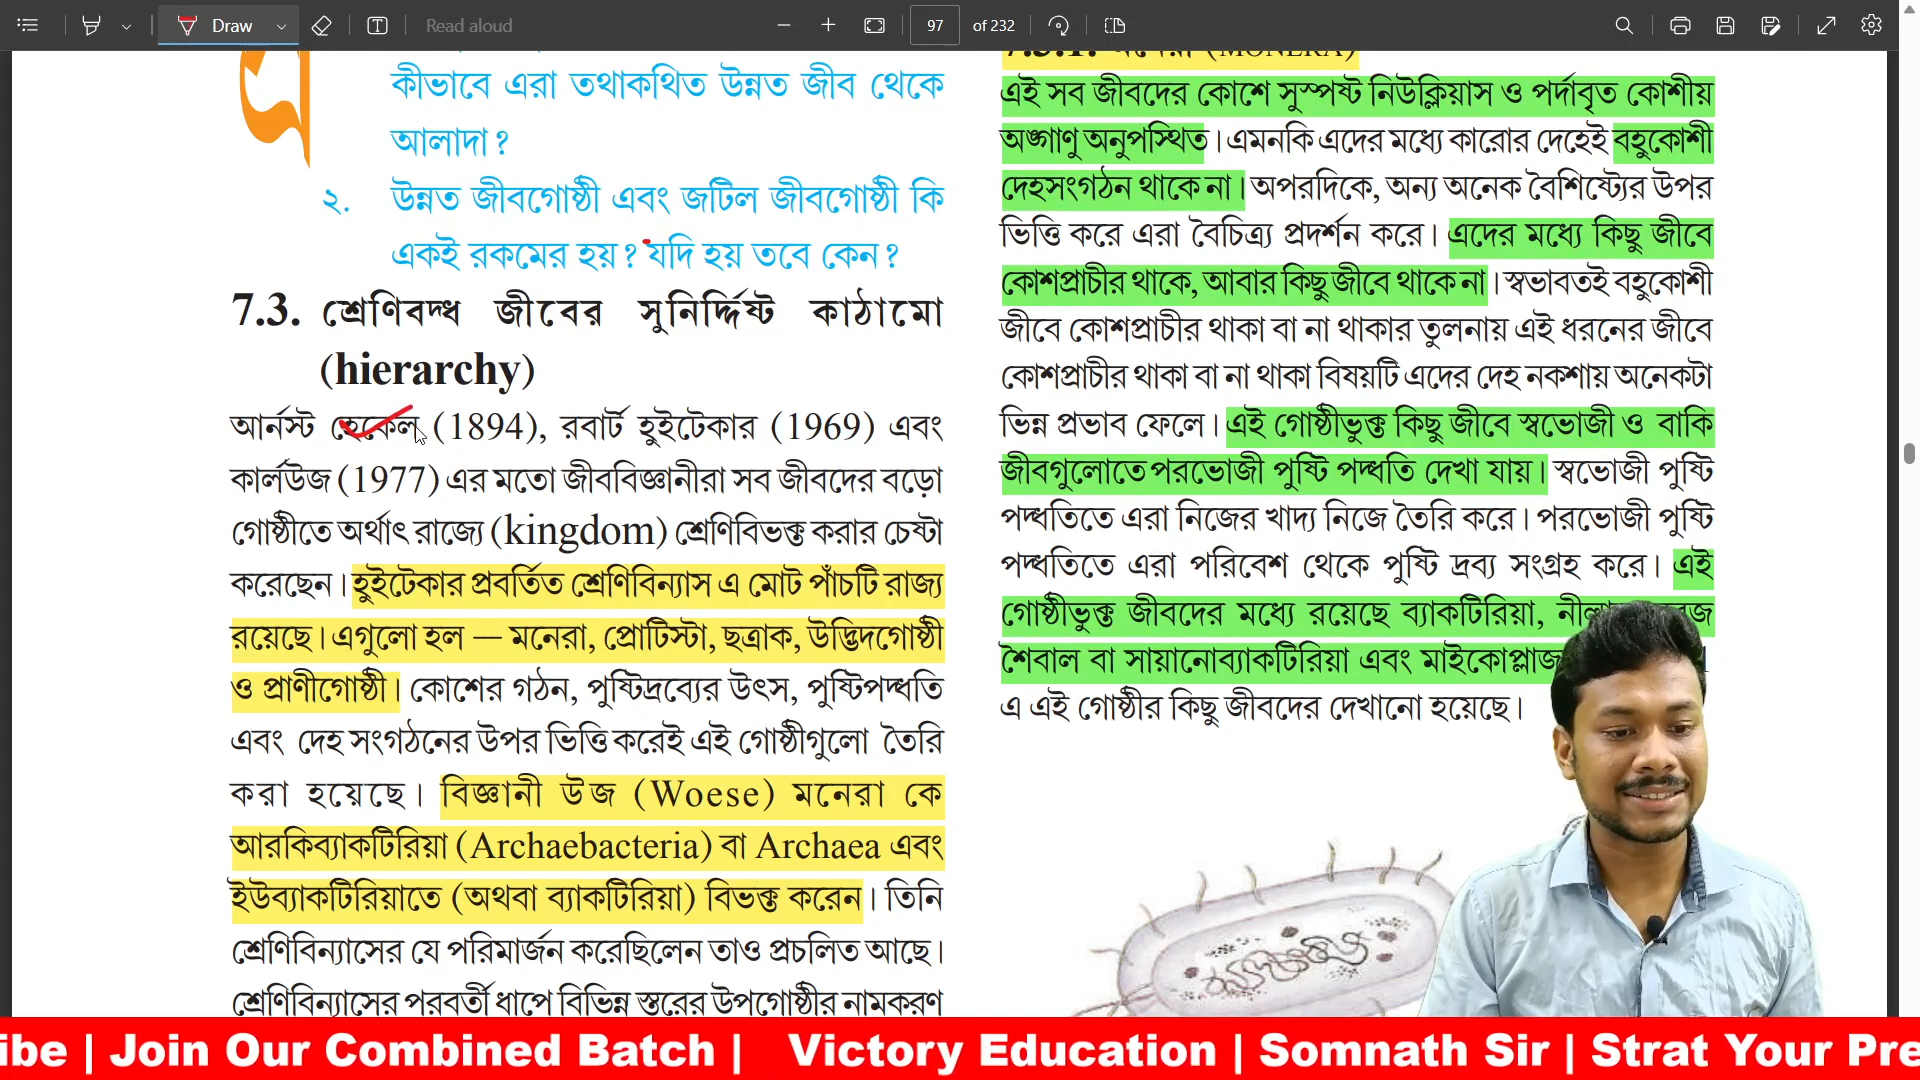 Draw
Read aloud
97 of 232
কীভাবে এরা তথাকথিত উন্নত জীব থেকে
আলাদা ?
২. উন্নত জীবগোষ্ঠী এবং জটিল জীবগোষ্ঠী কি
একই রকমের হয় ? যদি হয় তবে কেন ?
7.3. শ্রেণিবদ্ধ জীবের সুনির্দ্দিষ্ট কাঠামো
(hierarchy)
আর্নস্ট হেকেল (1894), রবার্ট হুইটেকার (1969) এবং
কার্লউজ (1977) এর মতো জীববিজ্ঞানীরা সব জীবদের বড়ো
গোষ্ঠীতে অর্থাৎ রাজ্যে (kingdom) শ্রেণিবিভক্ত করার চেষ্টা
করেছেন। হুইটেকার প্রবর্তিত শ্রেণিবিন্যাস এ মোট পাঁচটি রাজ্য
রয়েছে। এগুলো হল — মনেরা, প্রোটিস্টা, ছত্রাক, উদ্ভিদগোষ্ঠী
ও প্রাণীগোষ্ঠী। কোশের গঠন, পুষ্টিদ্রব্যের উৎস, পুষ্টিপদ্ধতি
এবং দেহ সংগঠনের উপর ভিত্তি করেই এই গোষ্ঠীগুলো তৈরি
করা হয়েছে। বিজ্ঞানী উজ (Woese) মনেরা কে
আরকিব্যাকটিরিয়া (Archaebacteria) বা Archaea এবং
ইউব্যাকটিরিয়াতে (অথবা ব্যাকটিরিয়া) বিভক্ত করেন। তিনি
শ্রেণিবিন্যাসের যে পরিমার্জন করেছিলেন তাও প্রচলিত আছে।
শ্রেণিবিন্যাসের পরবর্তী ধাপে বিভিন্ন স্তরের উপগোষ্ঠীর নামকরণ
7.3.1. মনেরা (MONERA)
এই সব জীবদের কোশে সুস্পষ্ট নিউক্লিয়াস ও পর্দাবৃত কোশীয়
অঙ্গাণু অনুপস্থিত। এমনকি এদের মধ্যে কারোর দেহেই বহুকোশী
দেহসংগঠন থাকে না। অপরদিকে, অন্য অনেক বৈশিষ্ট্যের উপর
ভিত্তি করে এরা বৈচিত্র্য প্রদর্শন করে। এদের মধ্যে কিছু জীবে
কোশপ্রাচীর থাকে, আবার কিছু জীবে থাকে না। স্বভাবতই বহুকোশী
জীবে কোশপ্রাচীর থাকা বা না থাকার তুলনায় এই ধরনের জীবে
কোশপ্রাচীর থাকা বা না থাকা বিষয়টি এদের দেহ নকশায় অনেকটা
ভিন্ন প্রভাব ফেলে। এই গোষ্ঠীভুক্ত কিছু জীবে স্বভোজী ও বাকি
জীবগুলোতে পরভোজী পুষ্টি পদ্ধতি দেখা যায়। স্বভোজী পুষ্টি
পদ্ধতিতে এরা নিজের খাদ্য নিজে তৈরি করে। পরভোজী পুষ্টি
পদ্ধতিতে এরা পরিবেশ থেকে পুষ্টি দ্রব্য সংগ্রহ করে। এই
গোষ্ঠীভুক্ত জীবদের মধ্যে রয়েছে ব্যাকটিরিয়া,
শৈবাল বা সায়ানোব্যাকটিরিয়া এবং
এ এই গোষ্ঠীর কিছু জীবদের দেখানো হয়েছে।
ibe | Join Our Combined Batch | Victory Education | Somnath Sir | Strat Your Pre